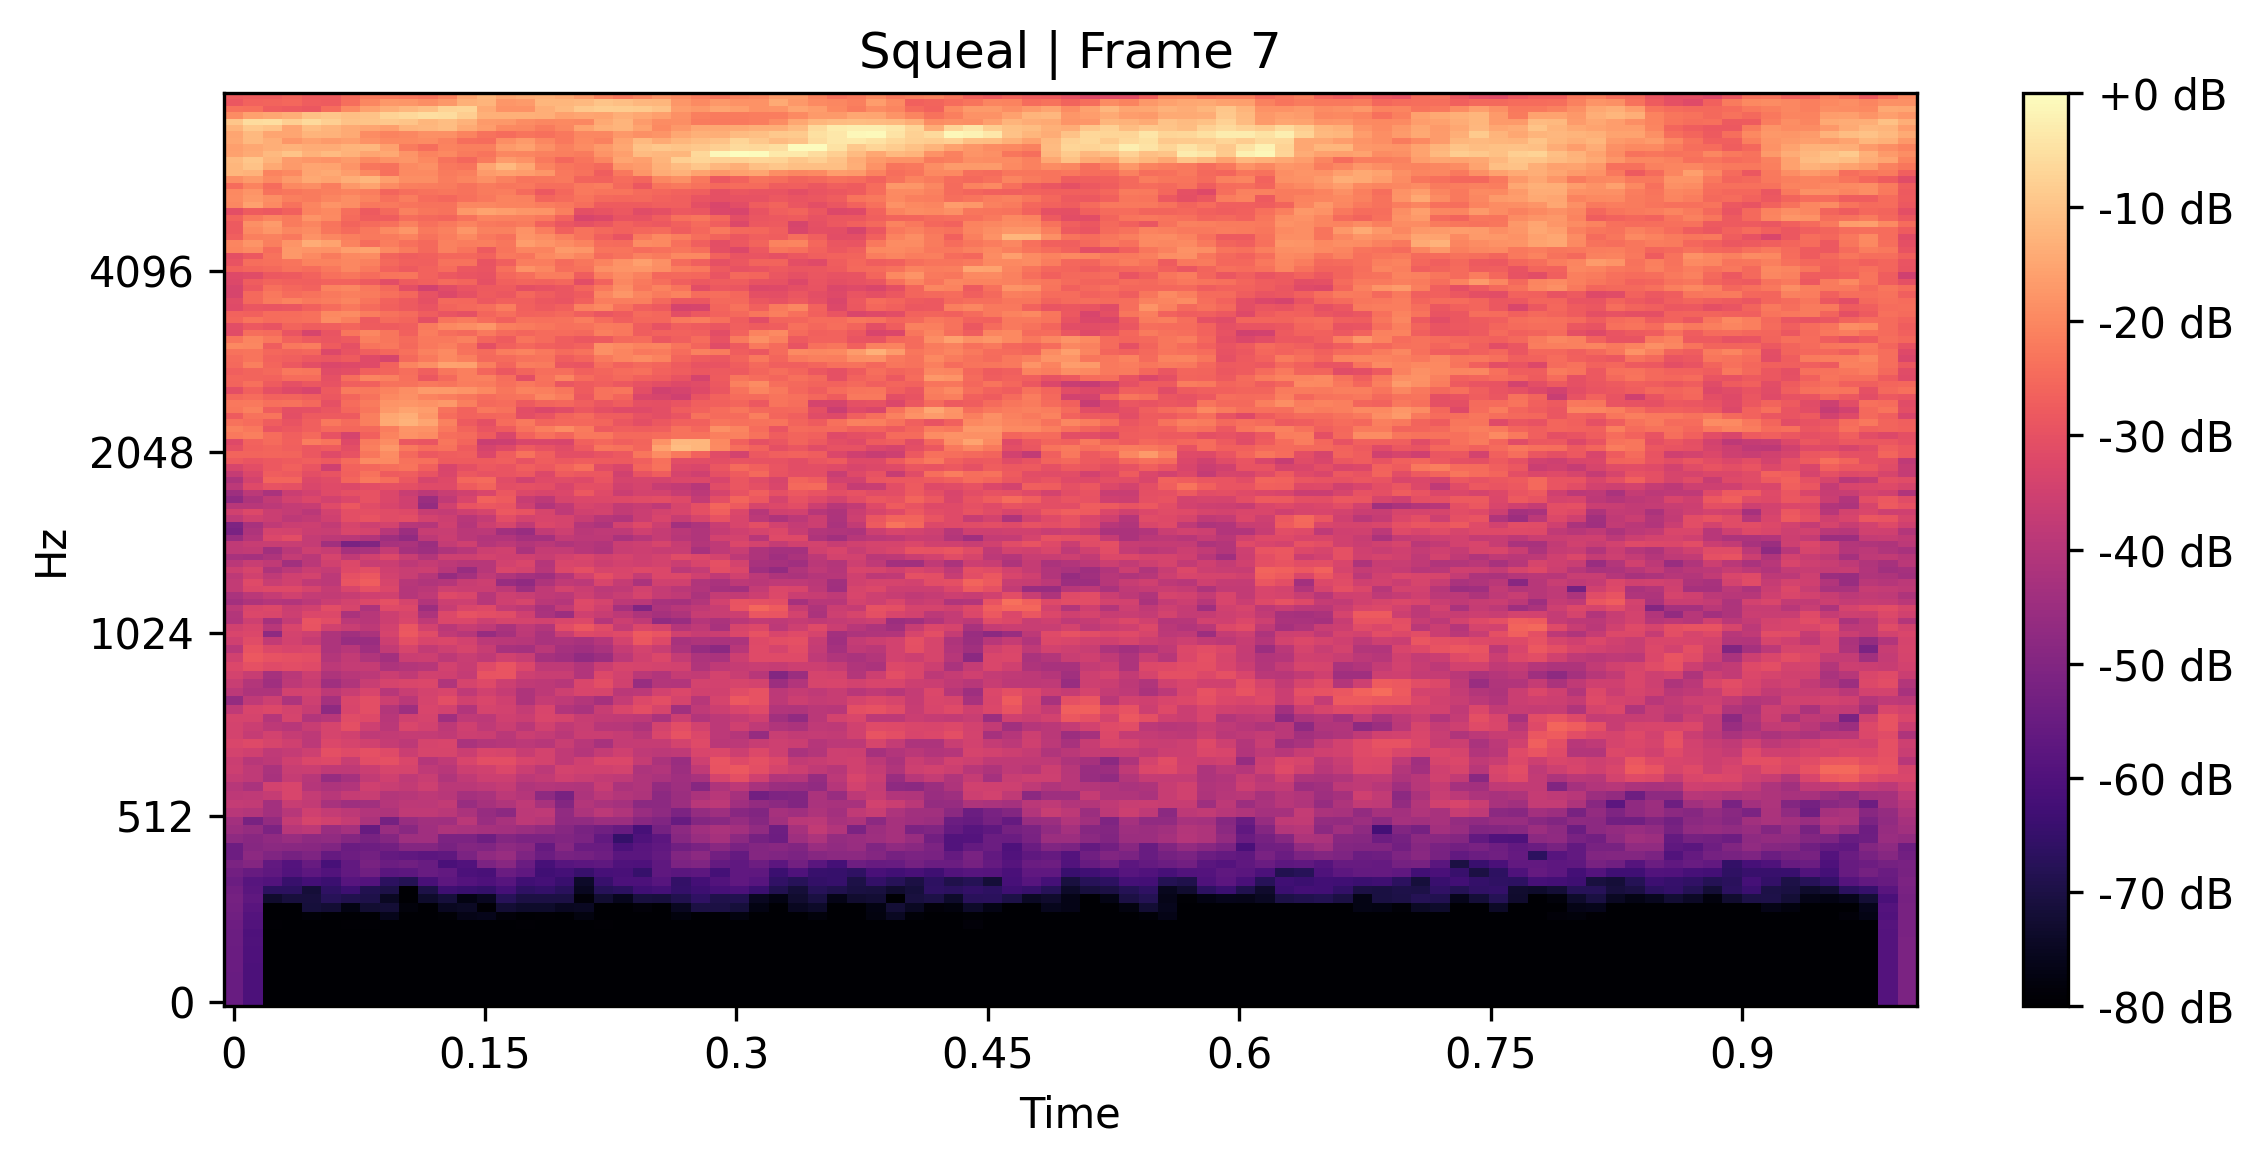 Squeal | Frame 7
+0 dB
-10 dB
-20 dB
-30 dB
-40 dB
-50 dB
-60 dB
-70 dB
-80 dB
Hz
4096
2048
1024
512
0
0 0.15 0.3 0.45 0.6 0.75 0.9
Time